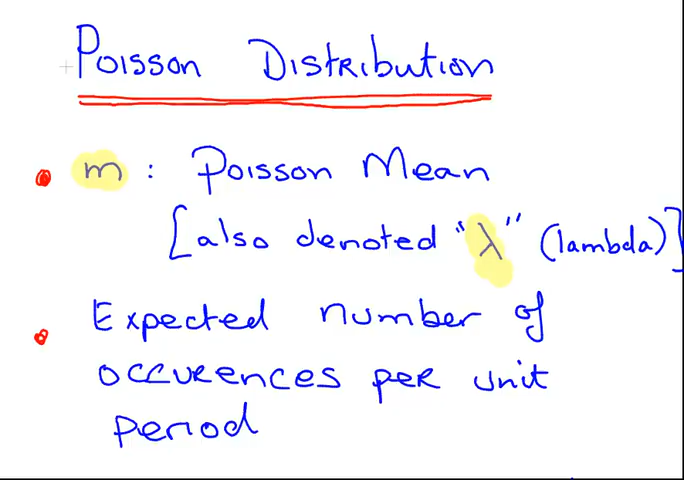 Poisson Distribution
m : Poisson Mean
[also denoted "λ" (lambda)]
Expected number of
occurences per unit
period